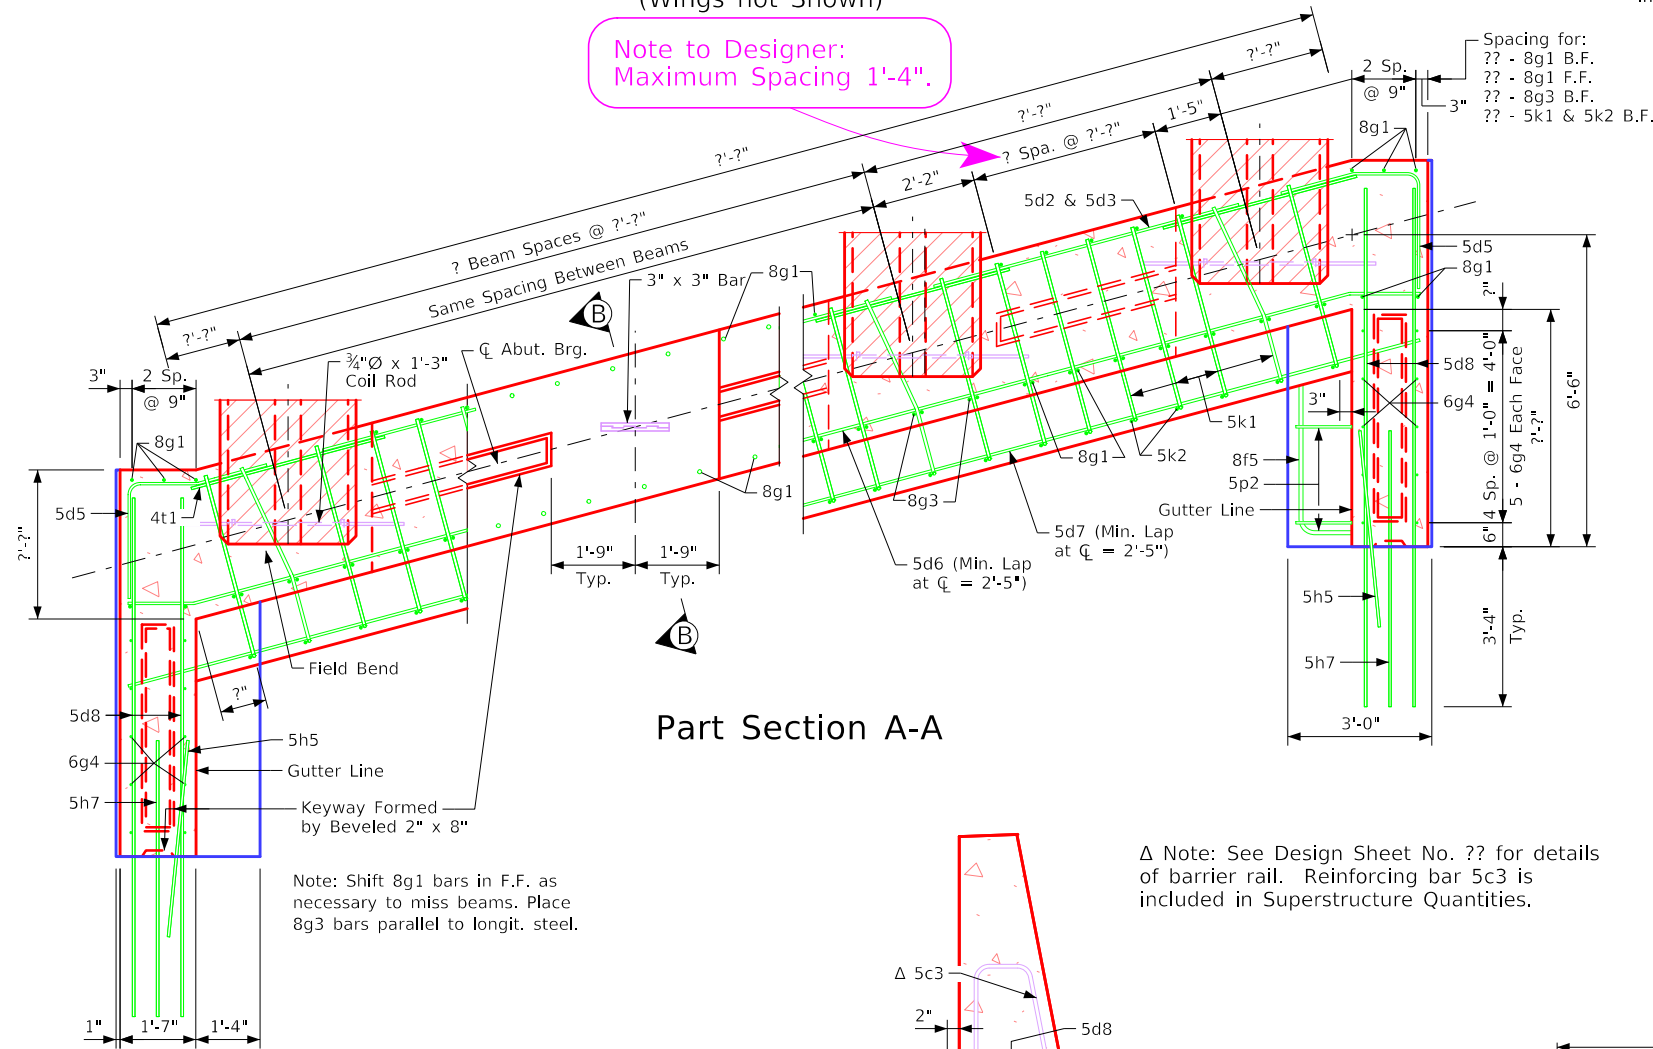 (Wings not Shown)
in
Note to Designer:
Maximum Spacing 1'-4".
Spacing for:
?? - 8g1 B.F.
?? - 8g1 F.F.
?? - 8g3 B.F.
?? - 5k1 & 5k2 B.F.
2 Sp.
@ 9"
3"
8g1
?'-?"
?'-?"
?'-?"
1'-5"
? Spa. @ ?'-?"
2'-2"
5d2 & 5d3
? Beam Spaces @ ?'-?"
Same Spacing Between Beams
3" x 3" Bar
8g1
B
?'-?"
℄ Abut. Brg.
¾"Ø x 1'-3"
Coil Rod
3"
2 Sp.
@ 9"
8g1
5d5
4t1
?'-?"
5d5
8g1
?"
5d8
6g4
3"
4 Sp. @ 1'-0" = 4'-0"
5 - 6g4 Each Face
?'-?"
6'-6"
6"
5k1
5k2
8g1
8g3
8g1
8f5
5p2
Gutter Line
5d7 (Min. Lap
at ℄ = 2'-5")
5d6 (Min. Lap
at ℄ = 2'-5")
1'-9"
Typ.
1'-9"
Typ.
B
5h5
5h7
3'-4"
Typ.
3'-0"
Field Bend
?"
5d8
6g4
5h7
5h5
Gutter Line
Keyway Formed
by Beveled 2" x 8"
Part Section A-A
Note: Shift 8g1 bars in F.F. as
necessary to miss beams. Place
8g3 bars parallel to longit. steel.
Δ Note: See Design Sheet No. ?? for details
of barrier rail. Reinforcing bar 5c3 is
included in Superstructure Quantities.
Δ 5c3
2"
5d8
1"
1'-7"
1'-4"